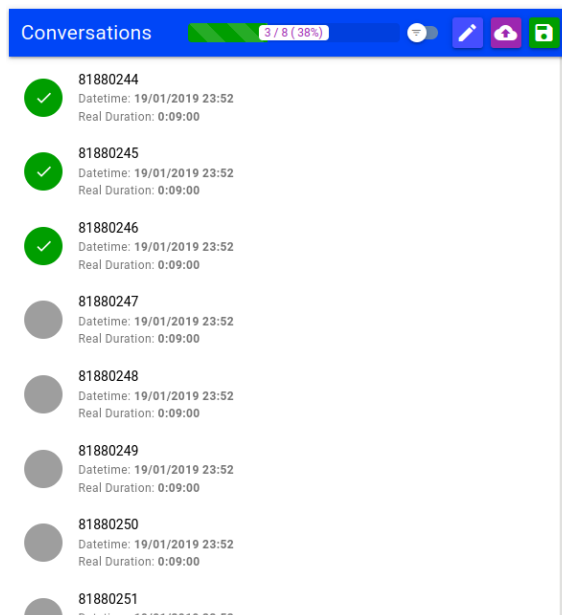 Conversations
3 / 8 ( 38%)
81880244
Datetime: 19/01/2019 23:52
Real Duration: 0:09:00
81880245
Datetime: 19/01/2019 23:52
Real Duration: 0:09:00
81880246
Datetime: 19/01/2019 23:52
Real Duration: 0:09:00
81880247
Datetime: 19/01/2019 23:52
Real Duration: 0:09:00
81880248
Datetime: 19/01/2019 23:52
Real Duration: 0:09:00
81880249
Datetime: 19/01/2019 23:52
Real Duration: 0:09:00
81880250
Datetime: 19/01/2019 23:52
Real Duration: 0:09:00
81880251